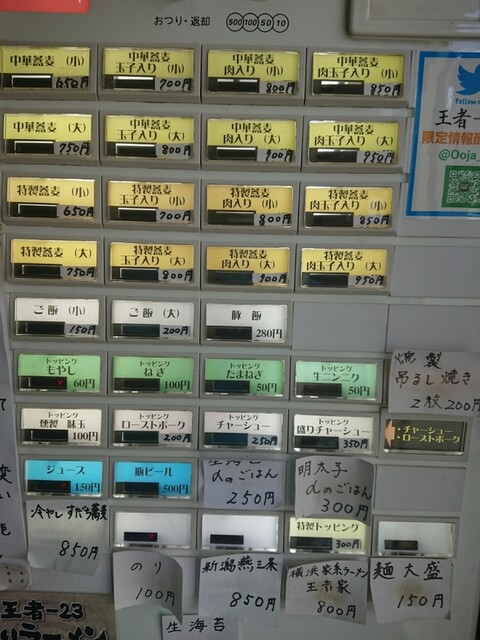 おつり・返却 500 100 50 10
中華蕎麦 (小)
650円
中華蕎麦
玉子入り (小)
700円
中華蕎麦
肉入り (小)
800円
中華蕎麦
肉玉子入り (小)
850円
中華蕎麦 (大)
750円
中華蕎麦
玉子入り (大)
800円
中華蕎麦
肉入り (大)
900円
中華蕎麦
肉玉子入り (大)
950円
特製蕎麦 (小)
650円
特製蕎麦
玉子入り (小)
700円
特製蕎麦
肉入り (小)
800円
特製蕎麦
肉玉子入り (小)
850円
特製蕎麦 (大)
750円
特製蕎麦
玉子入り (大)
800円
特製蕎麦
肉入り (大)
900円
特製蕎麦
肉玉子入り (大)
950円
ご飯 (小)
150円
ご飯 (大)
200円
豚飯
280円
トッピング
もやし
60円
トッピング
ねぎ
100円
トッピング
たまねぎ
50円
トッピング
生ニンニク
50円
燻製
吊るし焼き
2枚200円
トッピング
燻製 味玉
100円
トッピング
ローストポーク
200円
トッピング
チャーシュー
250円
トッピング
盛りチャーシュー
350円
・チャーシュー
・ローストポーク
ジュース
150円
瓶ビール
500円
生海苔
のごはん
250円
明太子
のごはん
300円
冷やしすだち蕎麦
850円
特製トッピング
300円
のり
100円
新潟燕三条
850円
横浜家系ラーメン
王者家
800円
麺大盛
150円
生海苔
王者-23
ラーメン
follow
王者一
限定情報配
@Ooja_